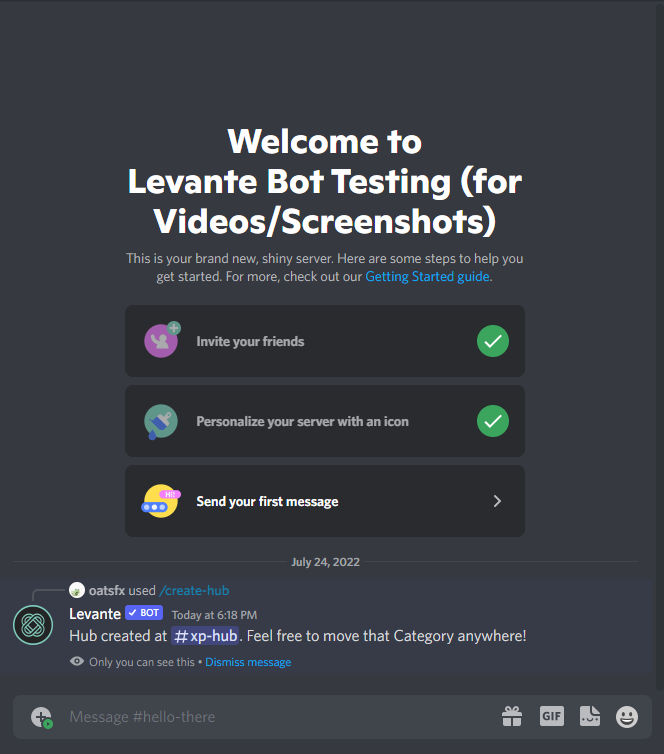 Welcome to
Levante Bot Testing (for
Videos/Screenshots)
This is your brand new, shiny server. Here are some steps to help you
get started. For more, check out our Getting Started guide.
Invite your friends
Personalize your server with an icon
Hi!
Send your first message
July 24, 2022
oatsfx used /create-hub
Levante ✓ BOT Today at 6:18 PM
Hub created at #xp-hub. Feel free to move that Category anywhere!
Only you can see this • Dismiss message
Message #hello-there
GIF